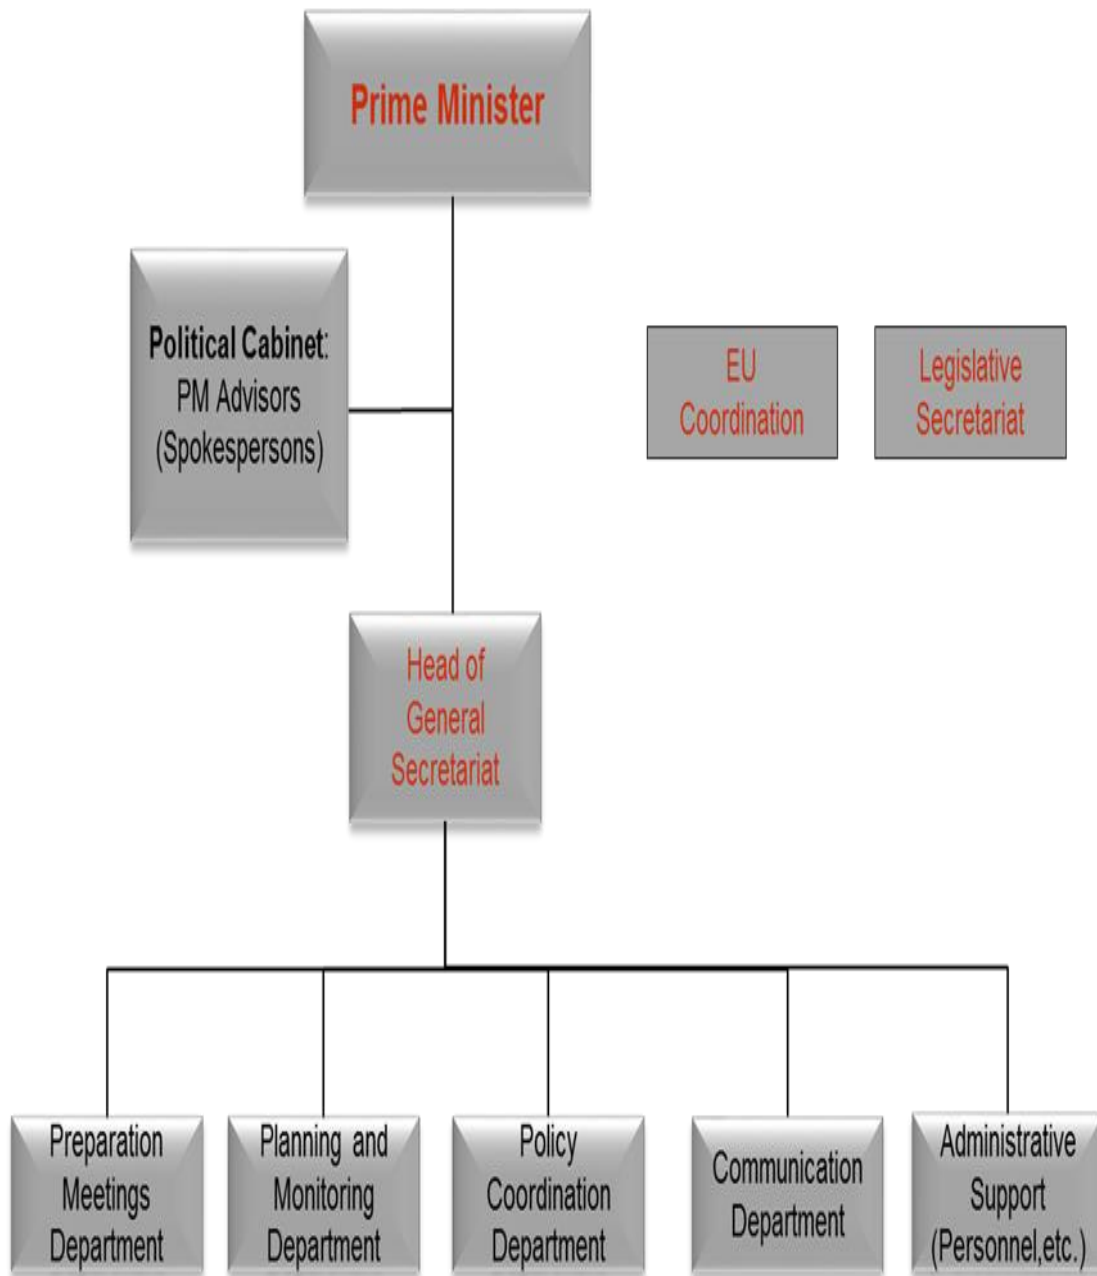 Prime Minister
Political Cabinet:
PM Advisors
(Spokespersons)
EU
Coordination
Legislative
Secretariat
Head of
General
Secretariat
Preparation
Meetings
Department
Planning and
Monitoring
Department
Policy
Coordination
Department
Communication
Department
Administrative
Support
(Personnel,etc.)